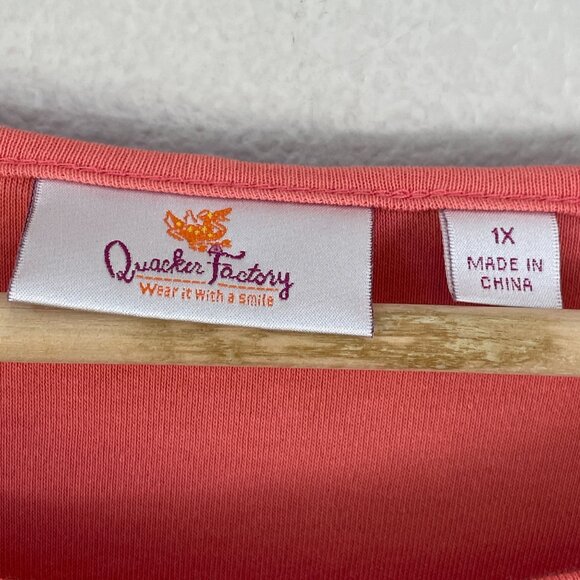 Quacker Factory
Wear it with a smile
1X
MADE IN
CHINA